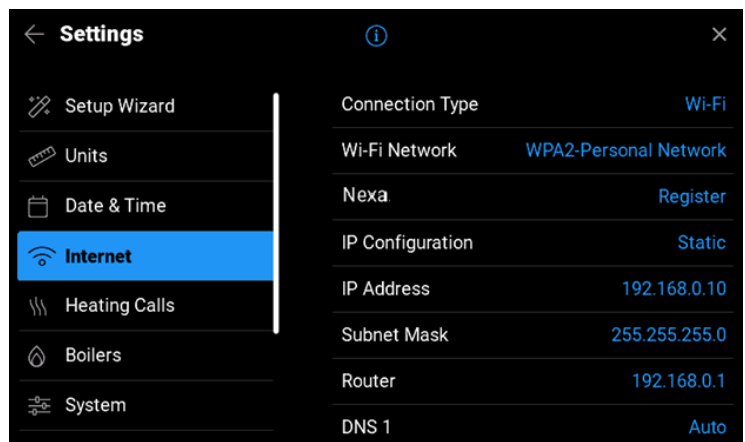 Settings
Setup Wizard
Units
Date & Time
Internet
Heating Calls
Boilers
System
Connection Type Wi-Fi
Wi-Fi Network WPA2-Personal Network
Nexa Register
IP Configuration Static
IP Address 192.168.0.10
Subnet Mask 255.255.255.0
Router 192.168.0.1
DNS 1 Auto